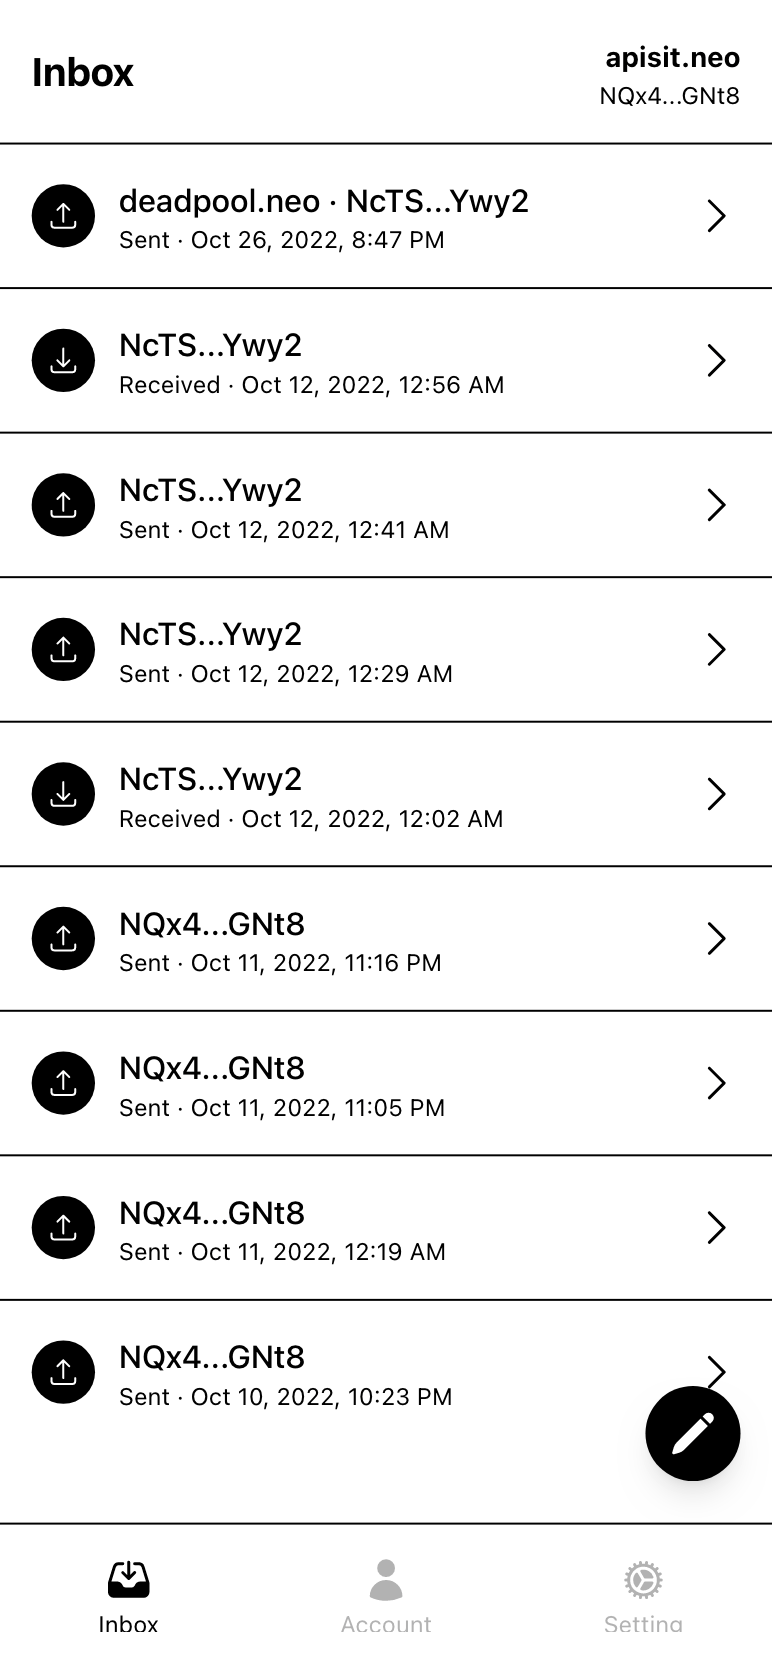 Inbox
apisit.neo
NQx4...GNt8
deadpool.neo · NcTS...Ywy2
Sent · Oct 26, 2022, 8:47 PM
NcTS...Ywy2
Received · Oct 12, 2022, 12:56 AM
NcTS...Ywy2
Sent · Oct 12, 2022, 12:41 AM
NcTS...Ywy2
Sent · Oct 12, 2022, 12:29 AM
NcTS...Ywy2
Received · Oct 12, 2022, 12:02 AM
NQx4...GNt8
Sent · Oct 11, 2022, 11:16 PM
NQx4...GNt8
Sent · Oct 11, 2022, 11:05 PM
NQx4...GNt8
Sent · Oct 11, 2022, 12:19 AM
NQx4...GNt8
Sent · Oct 10, 2022, 10:23 PM
Inbox
Account
Setting